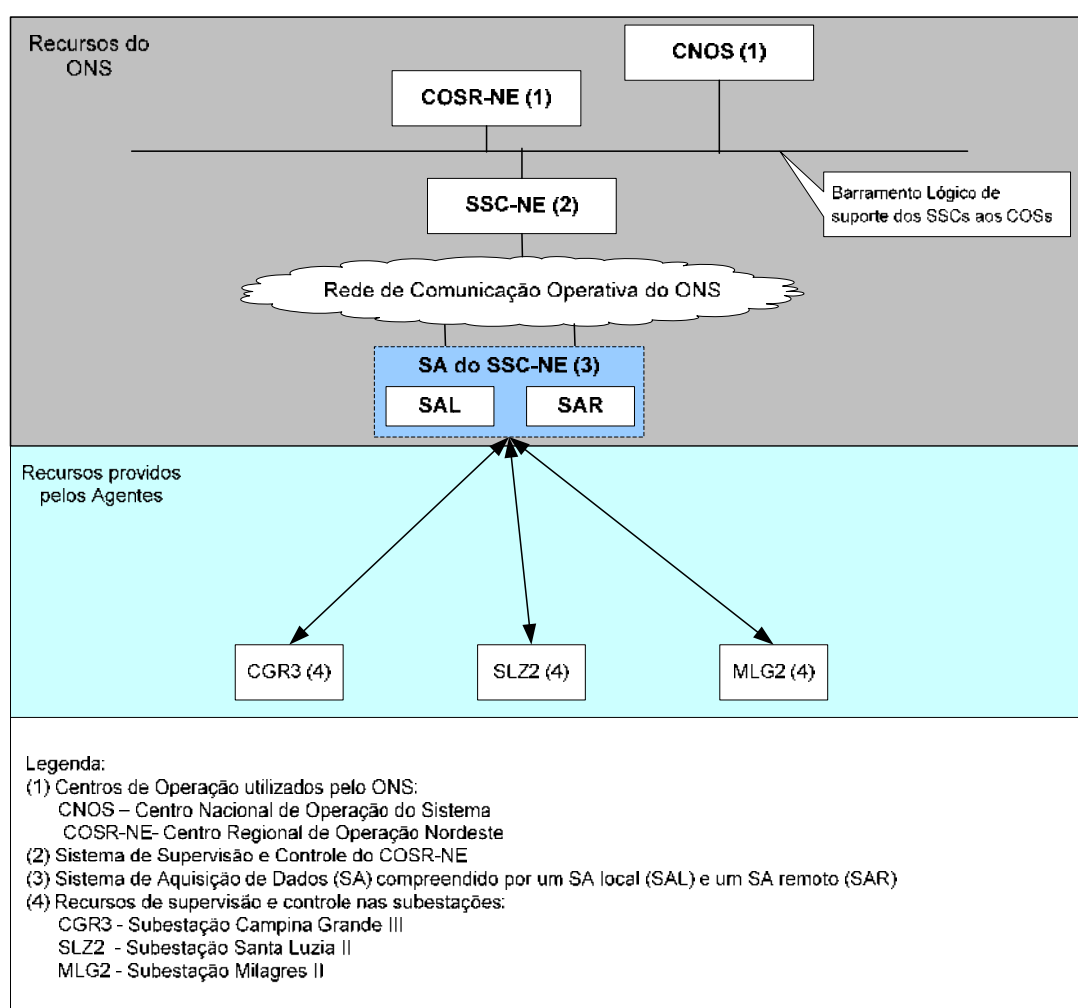 Recursos do
ONS
CNOS (1)
COSR-NE (1)
Barramento Lógico de
suporte dos SSCs aos COSs
SSC-NE (2)
Rede de Comunicação Operativa do ONS
SA do SSC-NE (3)
SAL
SAR
Recursos providos
pelos Agentes
CGR3 (4)
SLZ2 (4)
MLG2 (4)
Legenda:
(1) Centros de Operação utilizados pelo ONS:
CNOS – Centro Nacional de Operação do Sistema
COSR-NE- Centro Regional de Operação Nordeste
(2) Sistema de Supervisão e Controle do COSR-NE
(3) Sistema de Aquisição de Dados (SA) compreendido por um SA local (SAL) e um SA remoto (SAR)
(4) Recursos de supervisão e controle nas subestações:
CGR3 - Subestação Campina Grande III
SLZ2 - Subestação Santa Luzia II
MLG2 - Subestação Milagres II